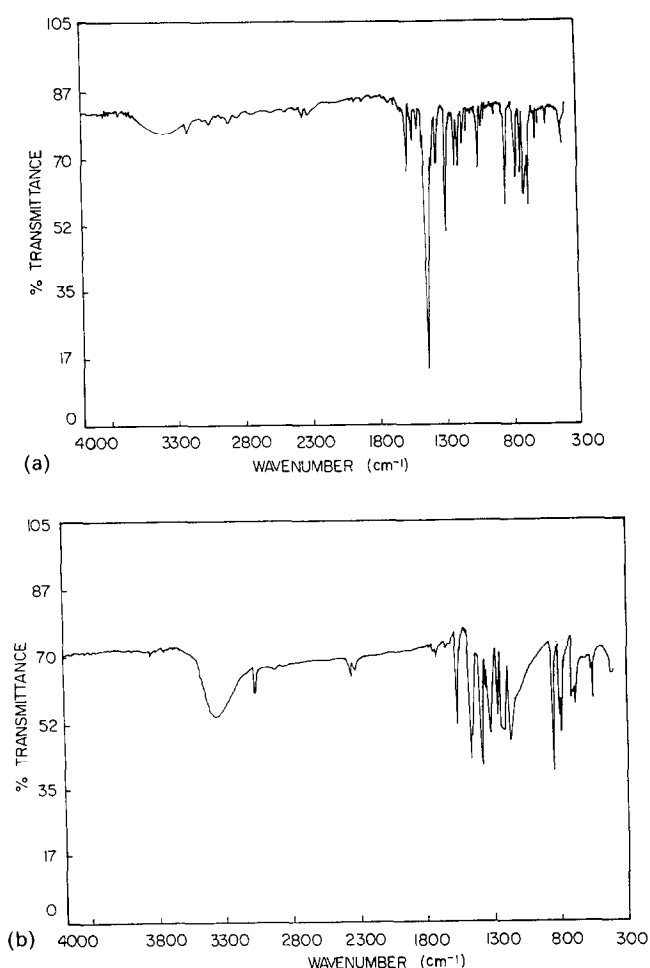 105
87
70
52
35
17
0
% TRANSMITTANCE
4000 3300 2800 2300 1800 1300 800 300
WAVENUMBER (cm⁻¹)
(a)
105
87
70
52
35
17
0
% TRANSMITTANCE
4000 3800 3300 2800 2300 1800 1300 800 300
WAVENUMBER (cm⁻¹)
(b)